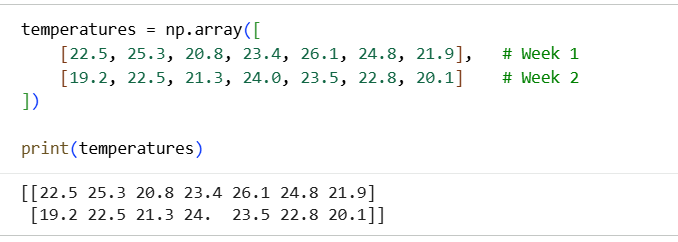 temperatures = np.array([
    [22.5, 25.3, 20.8, 23.4, 26.1, 24.8, 21.9],   # Week 1
    [19.2, 22.5, 21.3, 24.0, 23.5, 22.8, 20.1]    # Week 2
])
print(temperatures)
[[22.5 25.3 20.8 23.4 26.1 24.8 21.9]
 [19.2 22.5 21.3 24.  23.5 22.8 20.1]]